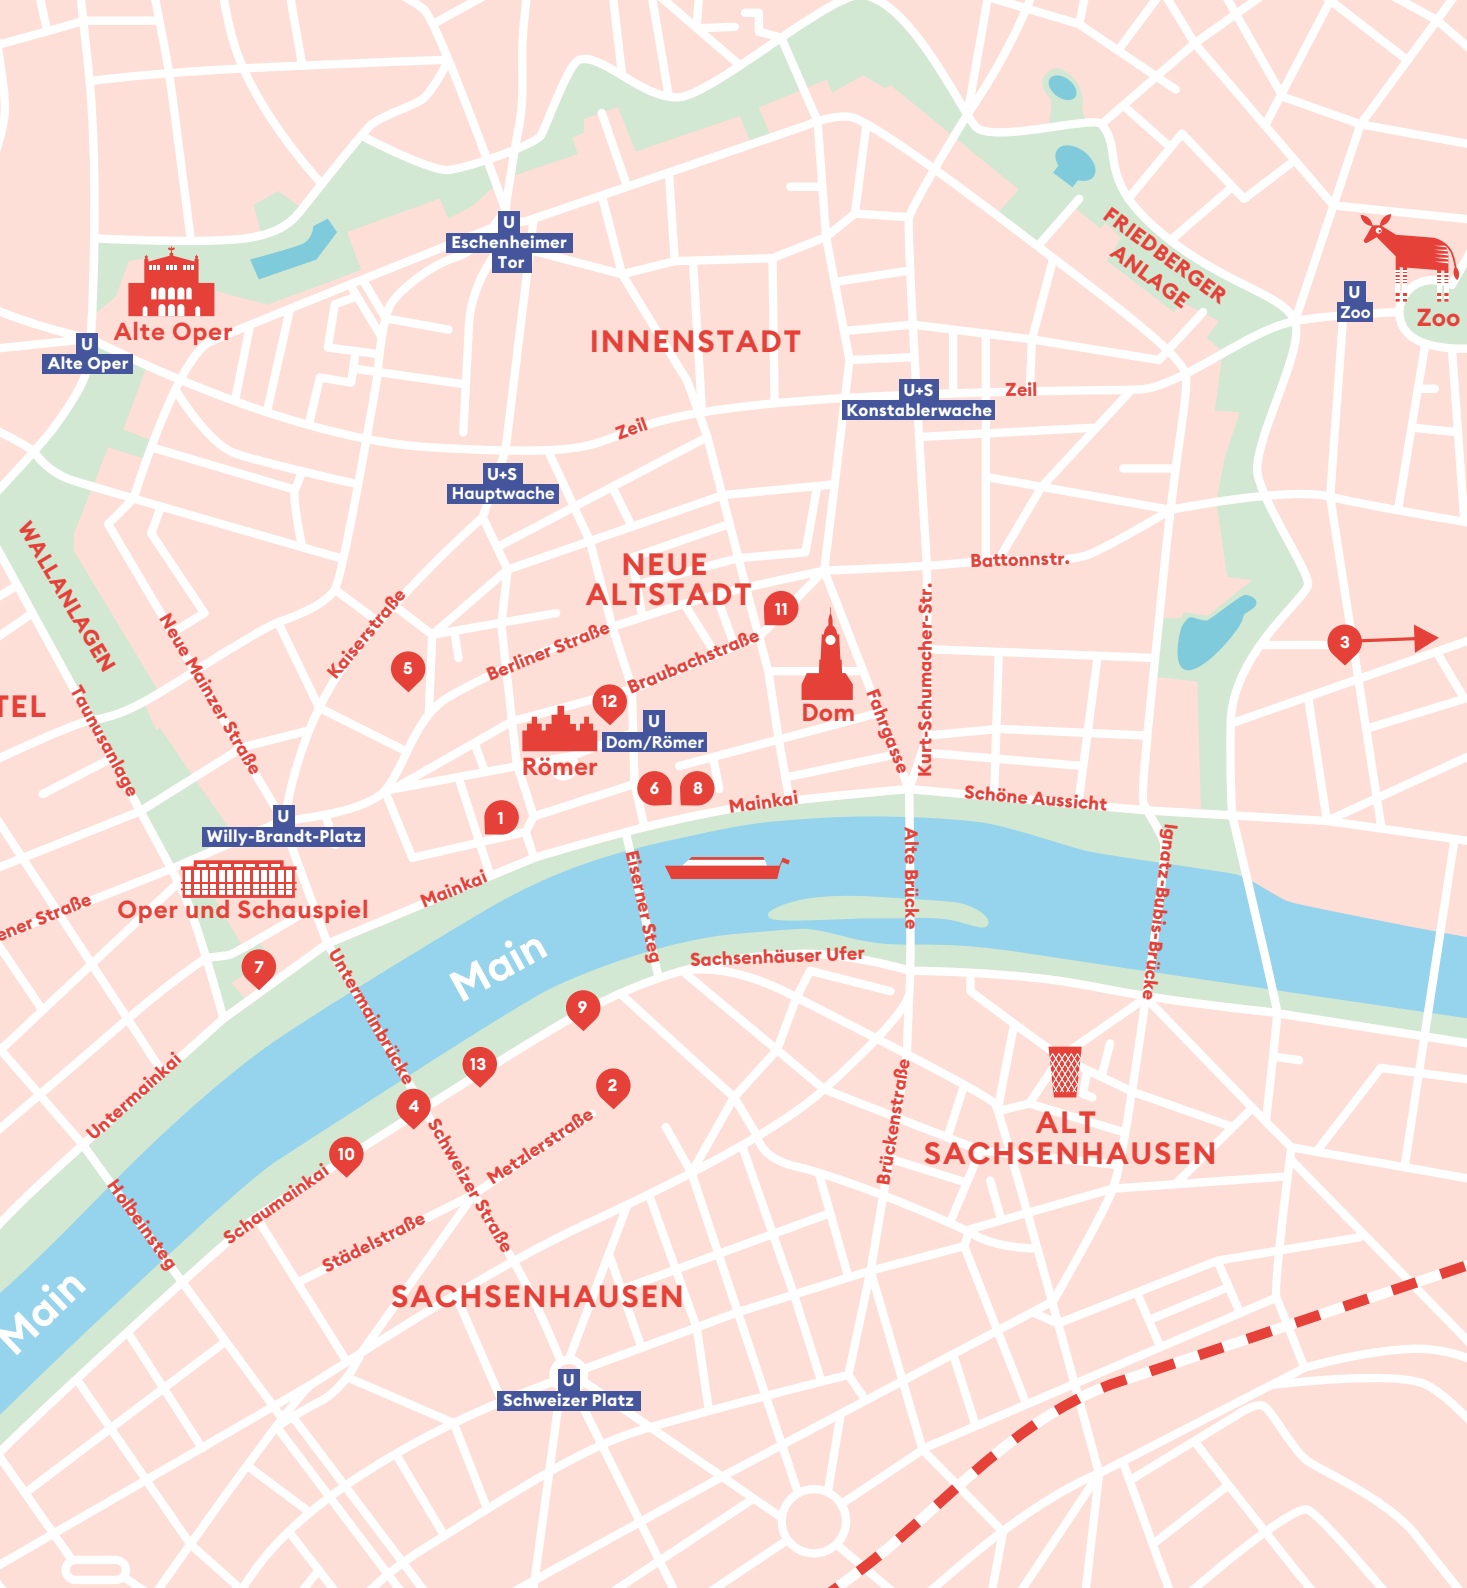 FRIEDBERGER
ANLAGE
U
Eschenheimer
Tor
U
Zoo
Zoo
Alte Oper
U
Alte Oper
INNENSTADT
U+S
Konstablerwache
Zeil
Zeil
U+S
Hauptwache
WALLANLAGEN
NEUE
ALTSTADT
Battonnstr.
Kaiserstraße
Neue Mainzer Straße
Berliner Straße
Braubachstraße
11
Kurt-Schumacher-Str.
3
5
12
TEL
Taunusanlage
U
Dom/Römer
Dom
Fahrgasse
Römer
6
8
1
Mainkai
Schöne Aussicht
U
Willy-Brandt-Platz
Mainkai
Eiserner Steg
Alte Brücke
Ignatz-Bubis-Brücke
ener Straße
Oper und Schauspiel
7
Untermainbrücke
Main
Sachsenhäuser Ufer
9
13
2
4
10
Untermainkai
Holbeinsteg
Schaumainkai
Schweizer Straße
Metzlerstraße
Städelstraße
Brückenstraße
ALT
SACHSENHAUSEN
Main
SACHSENHAUSEN
U
Schweizer Platz